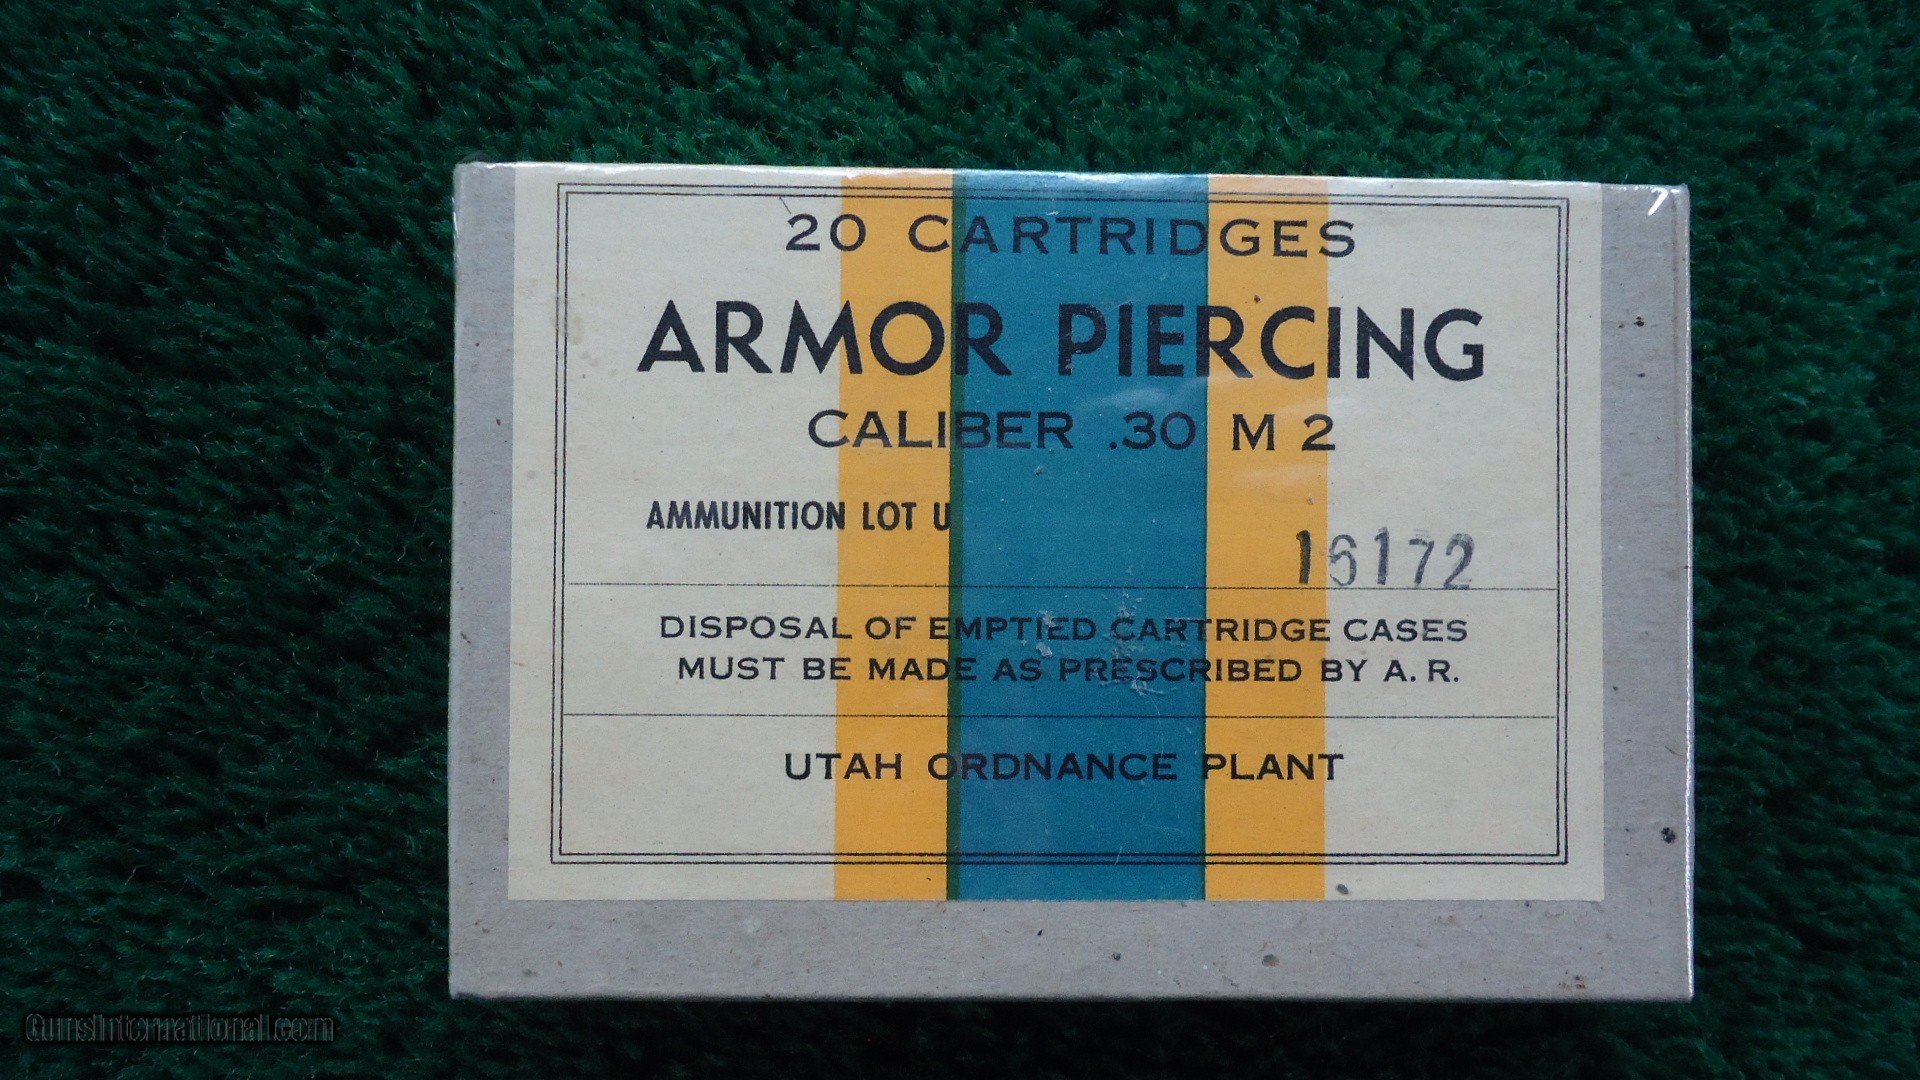 20 CARTRIDGES
ARMOR PIERCING
CALIBER .30 M 2
AMMUNITION LOT U
16172
DISPOSAL OF EMPTIED CARTRIDGE CASES
MUST BE MADE AS PRESCRIBED BY A. R.
UTAH ORDNANCE PLANT
GunsInternational.com